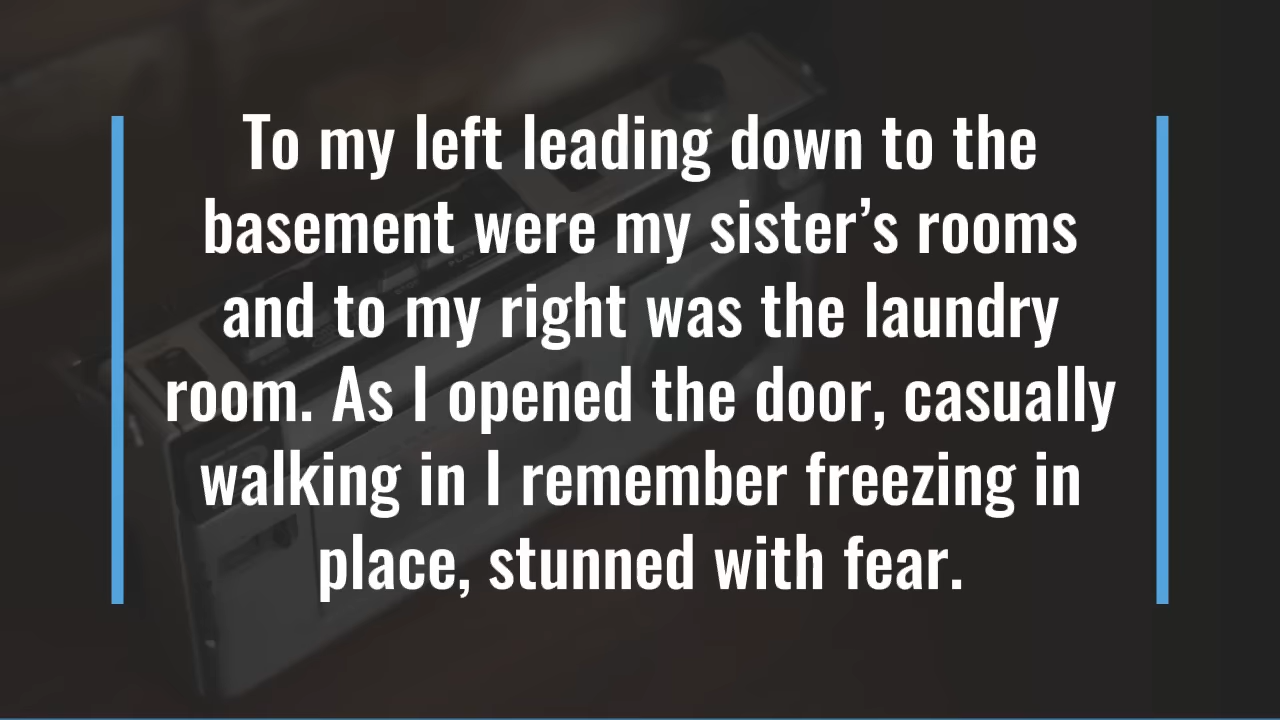 To my left leading down to the
basement were my sister’s rooms
and to my right was the laundry
room. As I opened the door, casually
walking in I remember freezing in
place, stunned with fear.